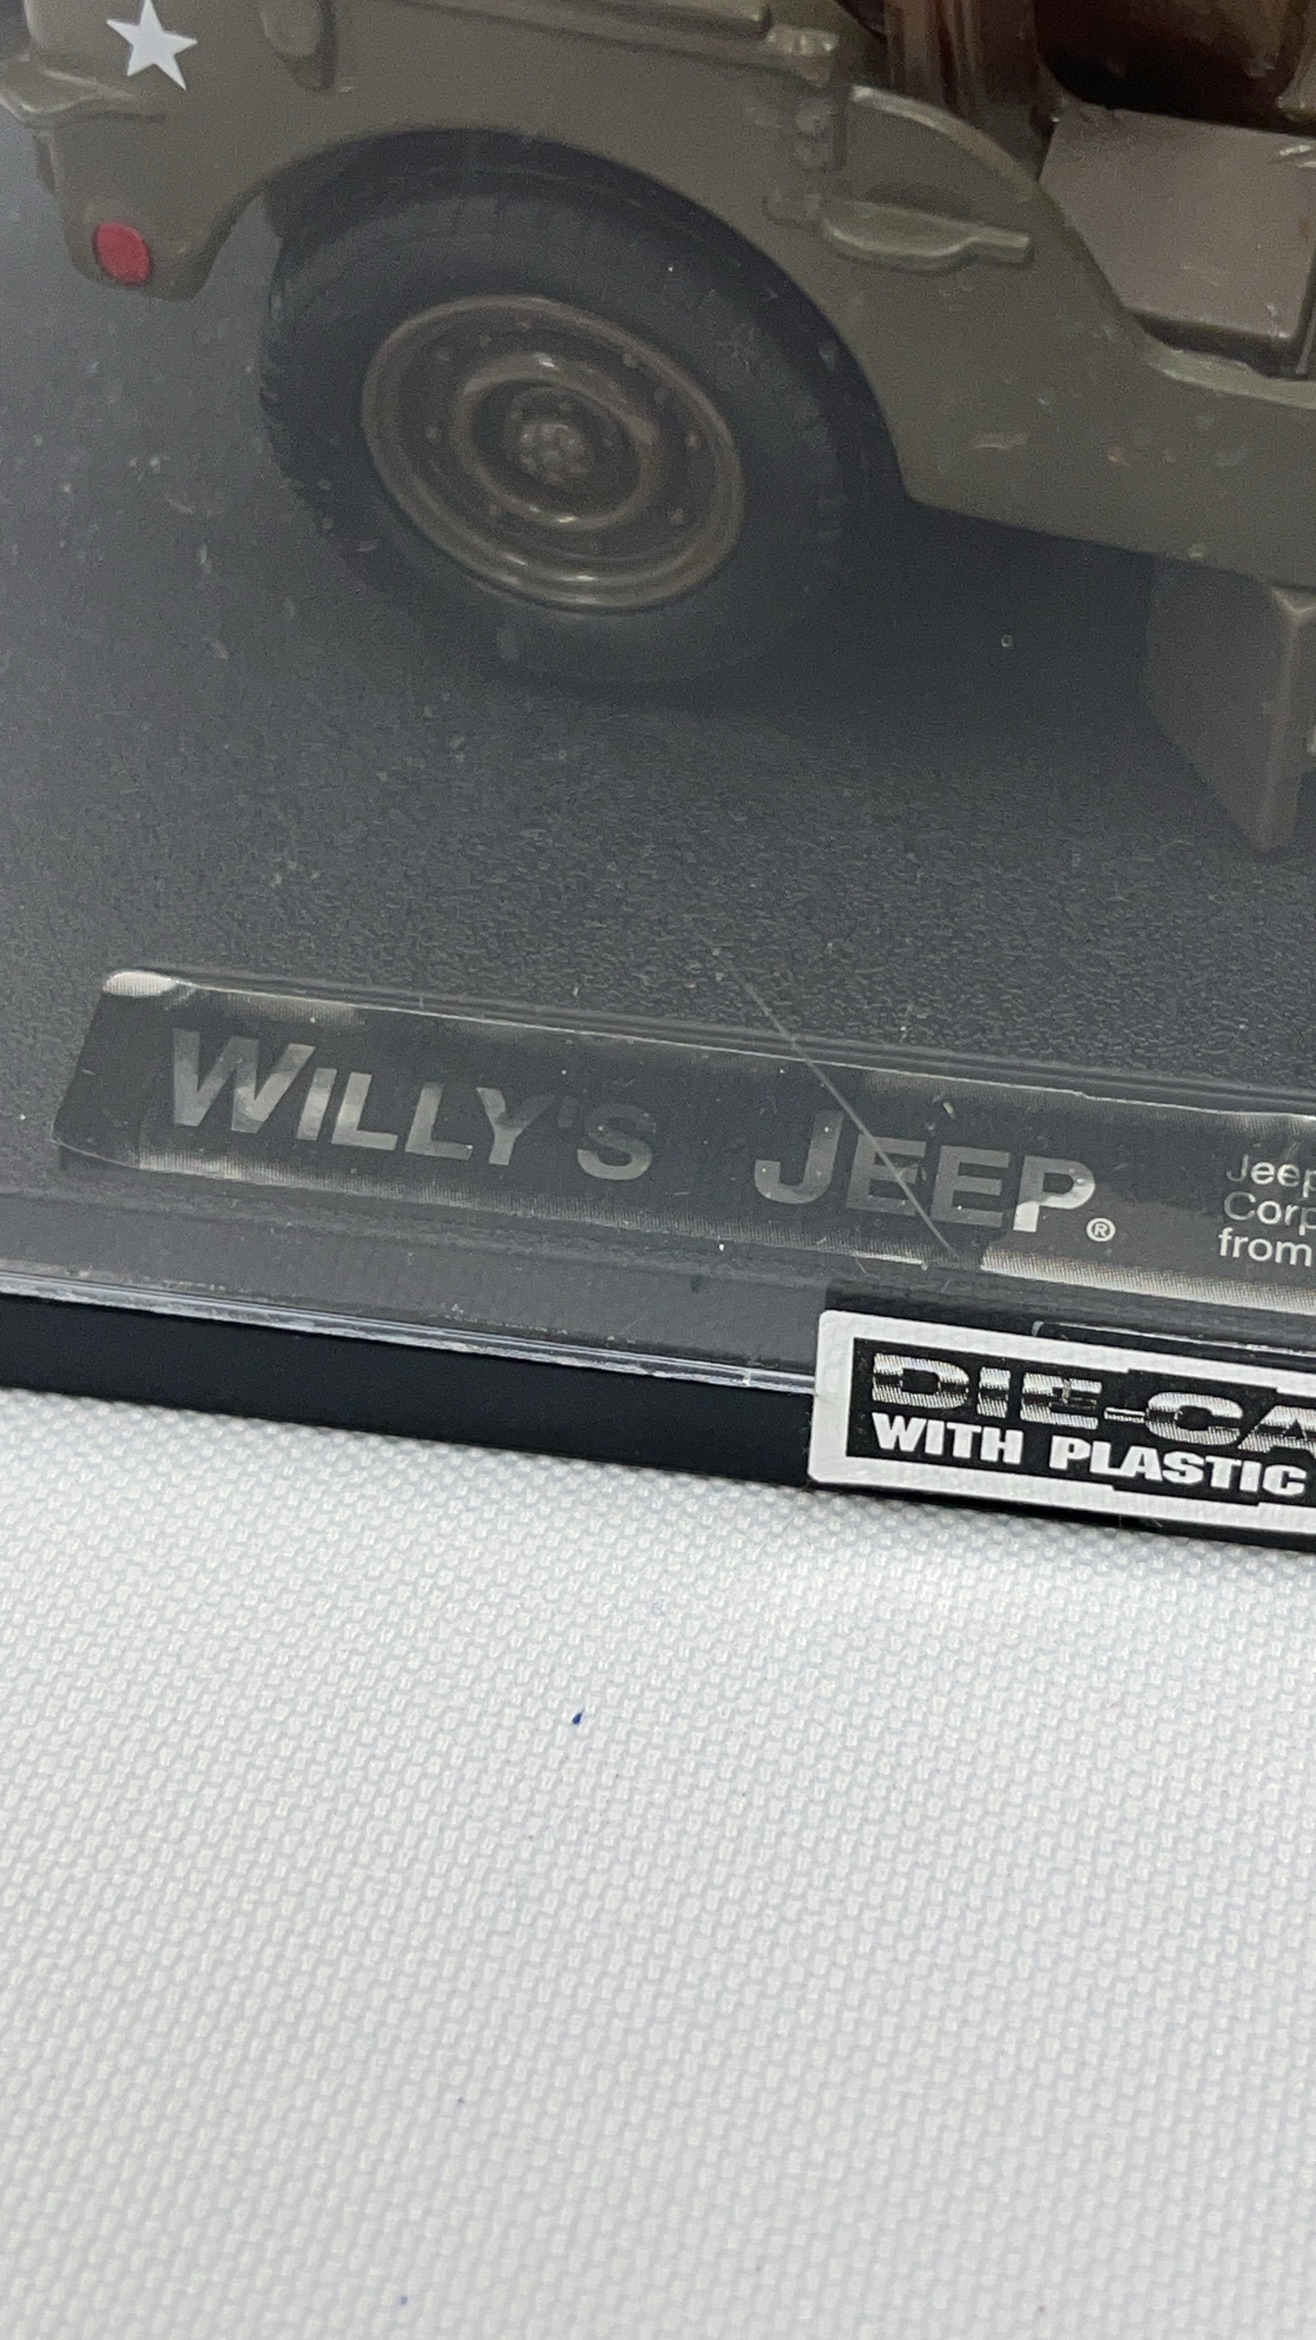 WILLY'S JEEP®
Jeep
Corp
from
DIE-CA
WITH PLASTIC